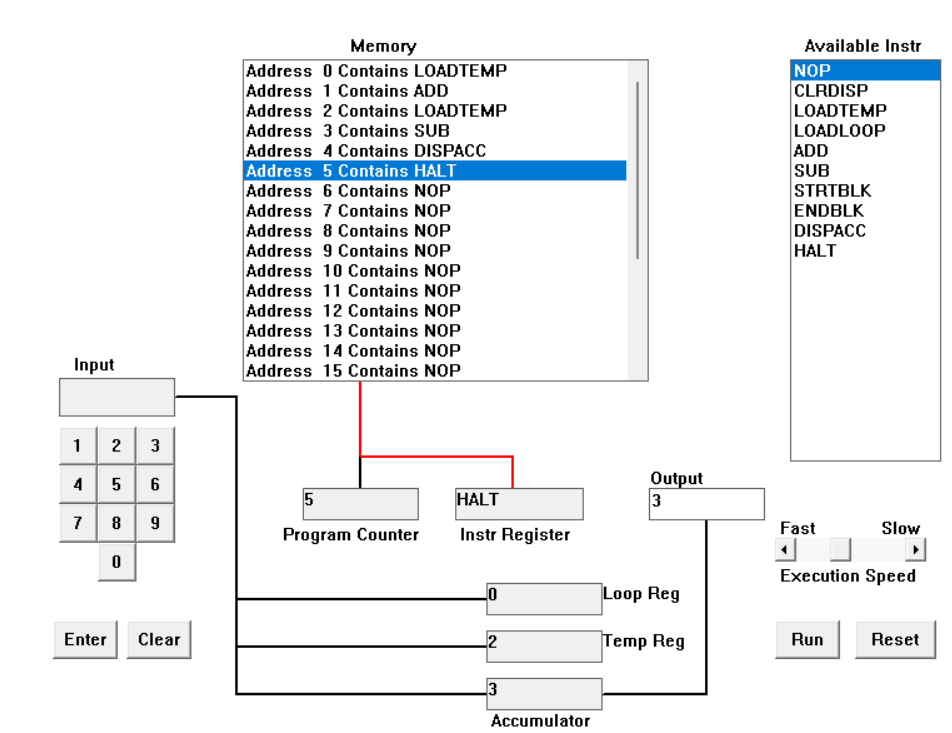 Memory
Address 0 Contains LOADTEMP
Address 1 Contains ADD
Address 2 Contains LOADTEMP
Address 3 Contains SUB
Address 4 Contains DISPACC
Address 5 Contains HALT
Address 6 Contains NOP
Address 7 Contains NOP
Address 8 Contains NOP
Address 9 Contains NOP
Address 10 Contains NOP
Address 11 Contains NOP
Address 12 Contains NOP
Address 13 Contains NOP
Address 14 Contains NOP
Address 15 Contains NOP
Available Instr
NOP
CLRDISP
LOADTEMP
LOADLOOP
ADD
SUB
STRTBLK
ENDBLK
DISPACC
HALT
Input
1 2 3
4 5 6
7 8 9
0
Enter Clear
5
Program Counter
HALT
Instr Register
Output
3
0 Loop Reg
2 Temp Reg
3
Accumulator
Fast Slow
Execution Speed
Run Reset